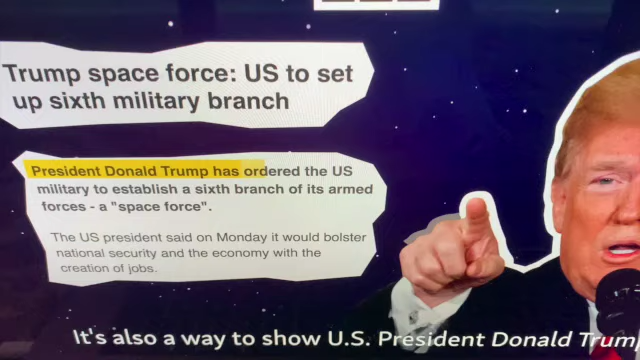 Trump space force: US to set
up sixth military branch
President Donald Trump has ordered the US
military to establish a sixth branch of its armed
forces - a "space force".
The US president said on Monday it would bolster
national security and the economy with the
creation of jobs.
It's also a way to show U.S. President Donald Trump